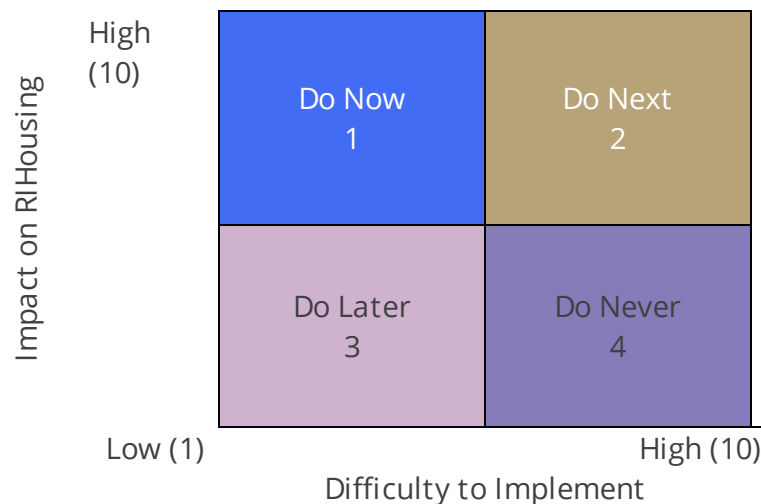 High
(10)
Impact on RIHousing
Do Now
1
Do Next
2
Do Later
3
Do Never
4
Low (1)
High (10)
Difficulty to Implement